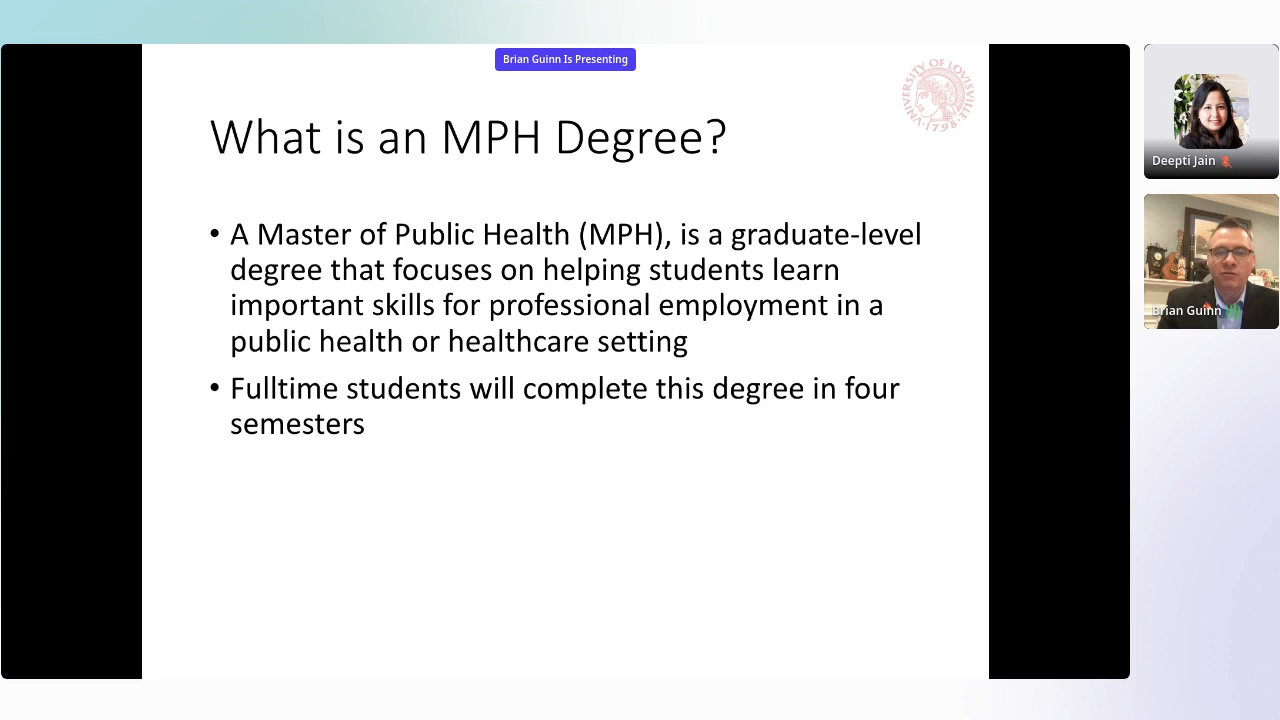 Brian Guinn Is Presenting
UNIVERSITY OF LOUISVILLE
1798
What is an MPH Degree?
• A Master of Public Health (MPH), is a graduate-level
degree that focuses on helping students learn
important skills for professional employment in a
public health or healthcare setting
• Fulltime students will complete this degree in four
semesters
Deepti Jain
Brian Guinn